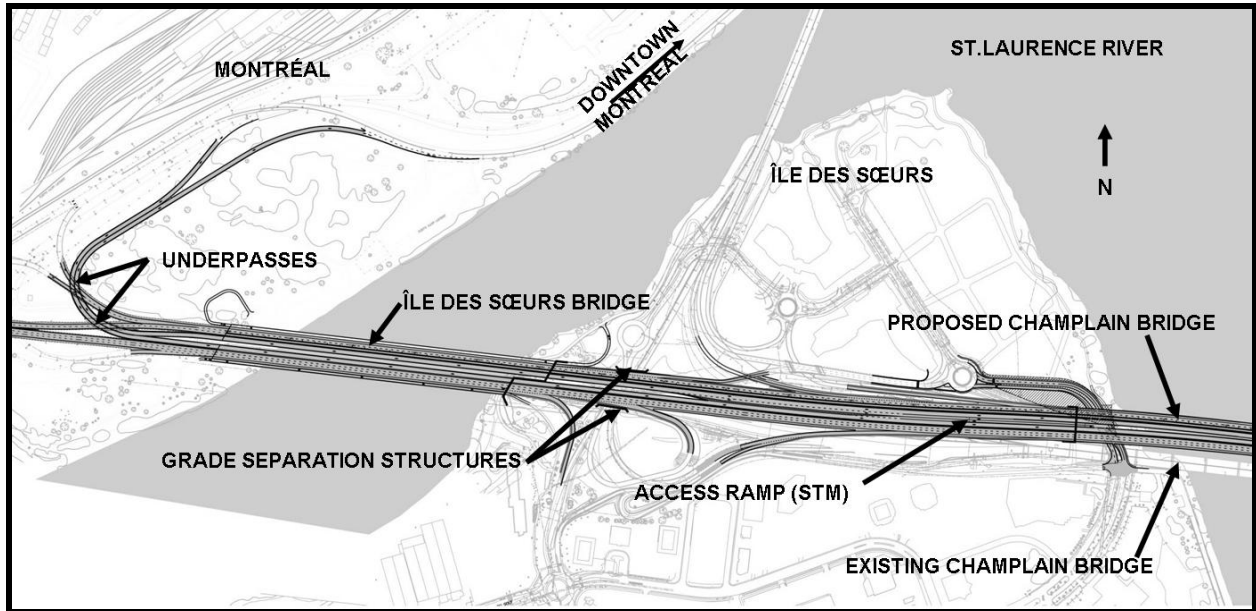 MONTRÉAL
DOWNTOWN
MONTREAL
ST.LAURENCE RIVER
N
ÎLE DES SŒURS
UNDERPASSES
ÎLE DES SŒURS BRIDGE
PROPOSED CHAMPLAIN BRIDGE
GRADE SEPARATION STRUCTURES
ACCESS RAMP (STM)
EXISTING CHAMPLAIN BRIDGE